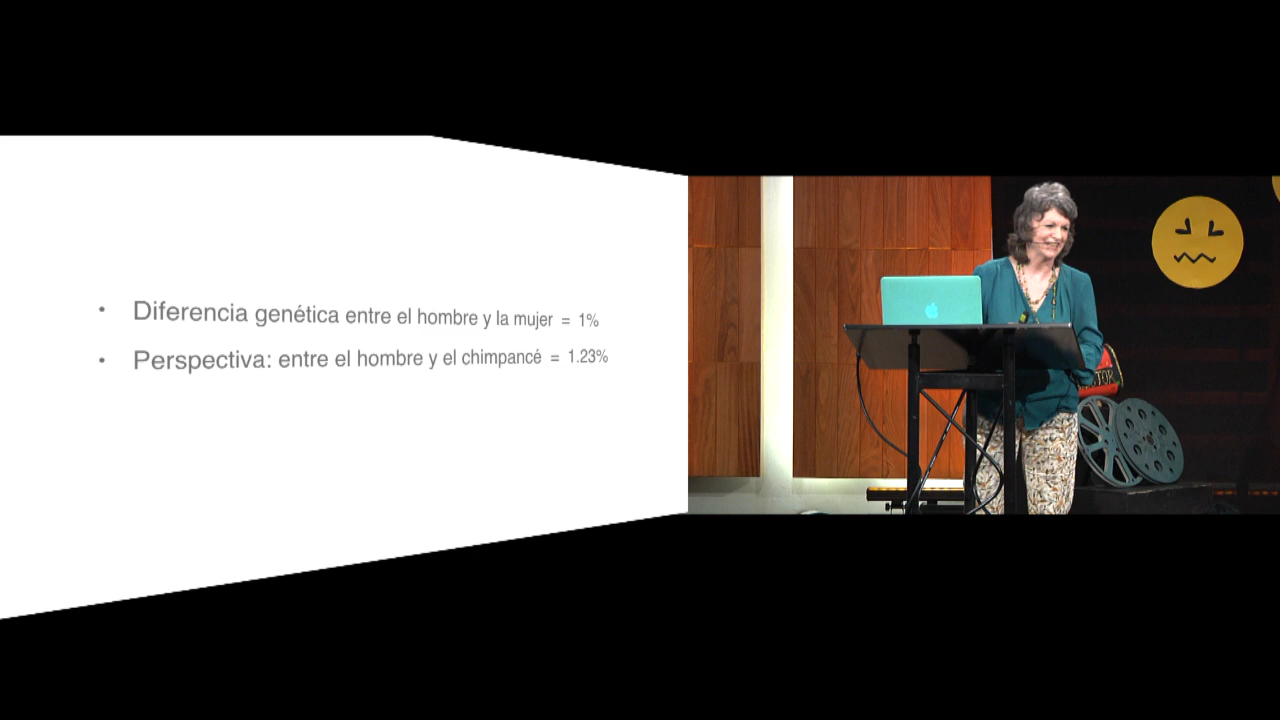 • Diferencia genética entre el hombre y la mujer = 1%
• Perspectiva: entre el hombre y el chimpancé = 1.23%